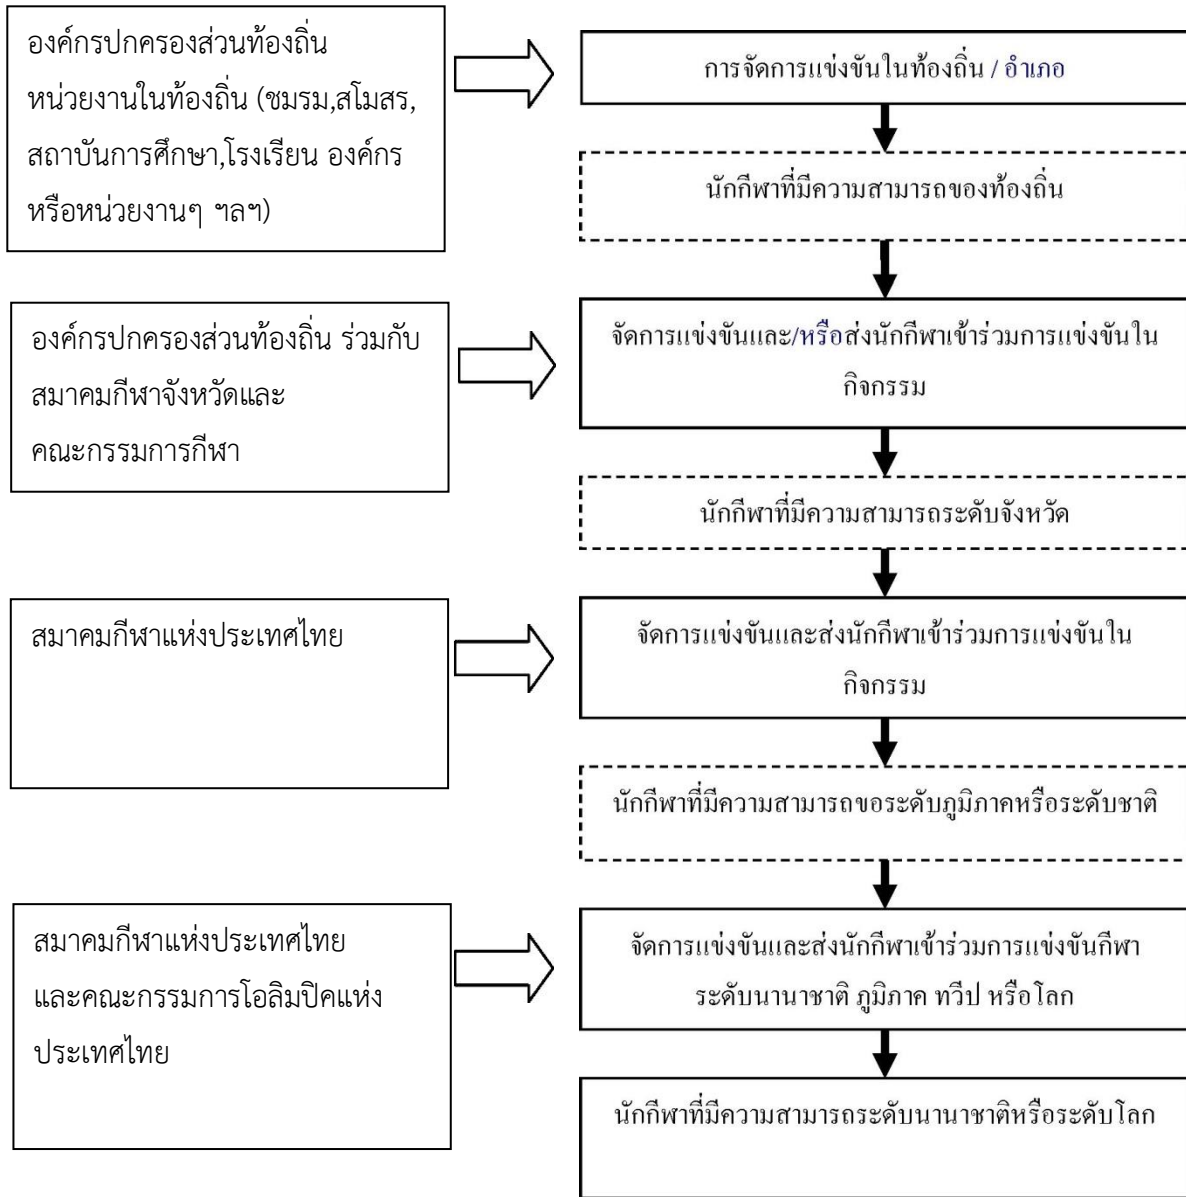 องค์กรปกครองส่วนท้องถิ่น
หน่วยงานในท้องถิ่น (ชมรม,สโมสร,
สถาบันการศึกษา,โรงเรียน องค์กร
หรือหน่วยงานๆ ฯลฯ)
การจัดการแข่งขันในท้องถิ่น / อำเภอ
นักกีฬาที่มีความสามารถของท้องถิ่น
องค์กรปกครองส่วนท้องถิ่น ร่วมกับ
สมาคมกีฬาจังหวัดและ
คณะกรรมการกีฬา
จัดการแข่งขันและ/หรือส่งนักกีฬาเข้าร่วมการแข่งขันใน
กิจกรรม
นักกีฬาที่มีความสามารถระดับจังหวัด
สมาคมกีฬาแห่งประเทศไทย
จัดการแข่งขันและส่งนักกีฬาเข้าร่วมการแข่งขันใน
กิจกรรม
นักกีฬาที่มีความสามารถขอระดับภูมิภาคหรือระดับชาติ
สมาคมกีฬาแห่งประเทศไทย
และคณะกรรมการโอลิมปิคแห่ง
ประเทศไทย
จัดการแข่งขันและส่งนักกีฬาเข้าร่วมการแข่งขันกีฬา
ระดับนานาชาติ ภูมิภาค ทวีป หรือโลก
นักกีฬาที่มีความสามารถระดับนานาชาติหรือระดับโลก